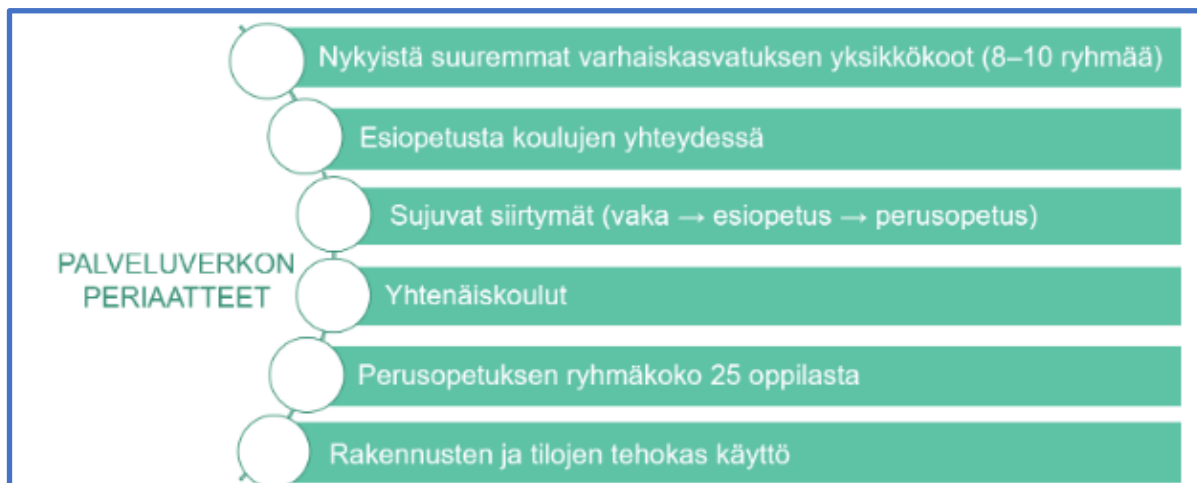 PALVELUVERKON
PERIAATTEET
Nykyistä suuremmat varhaiskasvatuksen yksikkökoot (8–10 ryhmää)
Esiopetusta koulujen yhteydessä
Sujuvat siirtymät (vaka → esiopetus → perusopetus)
Yhtenäiskoulut
Perusopetuksen ryhmäkoko 25 oppilasta
Rakennusten ja tilojen tehokas käyttö